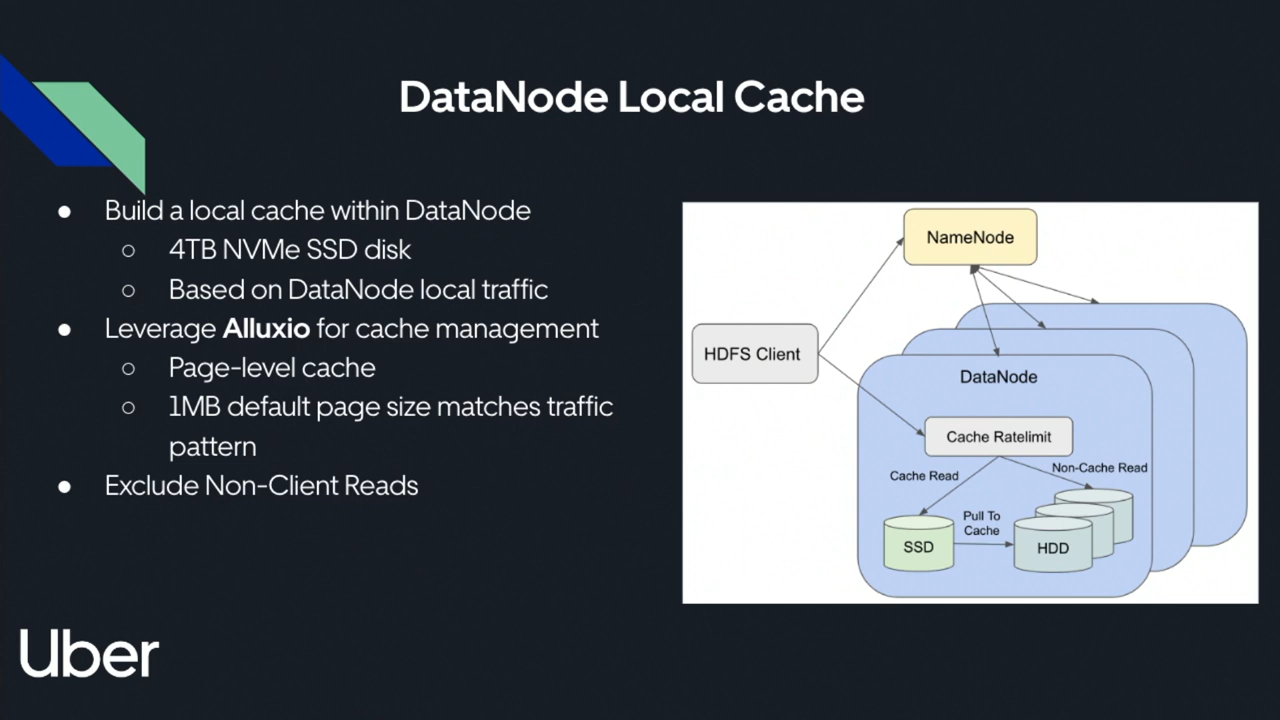 DataNode Local Cache
● Build a local cache within DataNode
○ 4TB NVMe SSD disk
○ Based on DataNode local traffic
● Leverage Alluxio for cache management
○ Page-level cache
○ 1MB default page size matches traffic
pattern
● Exclude Non-Client Reads
NameNode
HDFS Client
DataNode
Cache Ratelimit
Cache Read
Non-Cache Read
Pull To
Cache
SSD
HDD
Uber